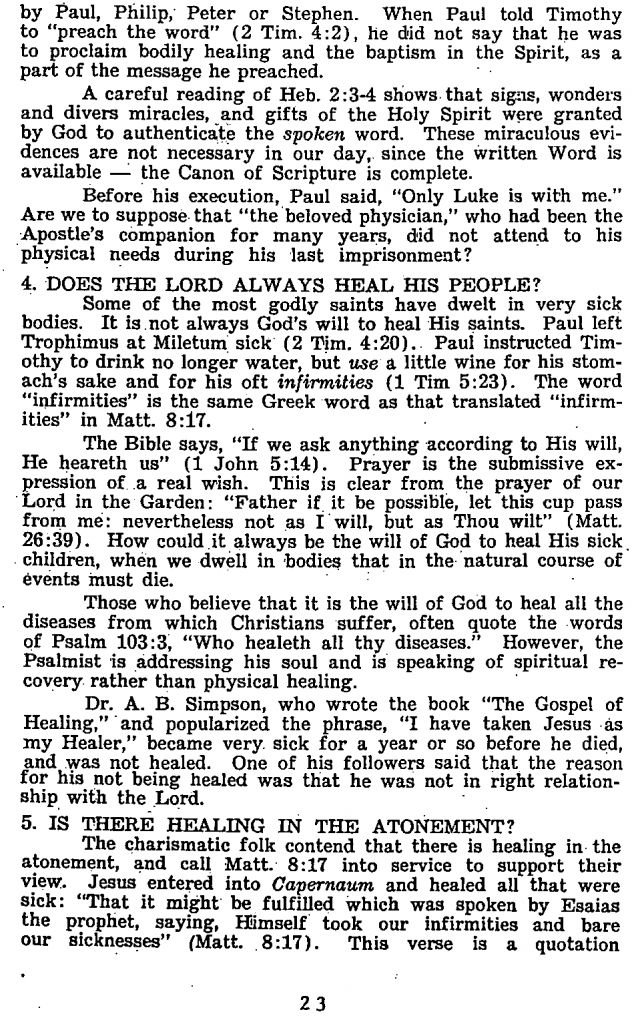 by Paul, Philip, Peter or Stephen. When Paul told Timothy
to "preach the word" (2 Tim. 4:2), he did not say that he was
to proclaim bodily healing and the baptism in the Spirit, as a
part of the message he preached.
A careful reading of Heb. 2:3-4 shows that signs, wonders
and divers miracles, and gifts of the Holy Spirit were granted
by God to authenticate the spoken word. These miraculous evi-
dences are not necessary in our day, since the written Word is
available — the Canon of Scripture is complete.
Before his execution, Paul said, "Only Luke is with me."
Are we to suppose that "the beloved physician," who had been the
Apostle's companion for many years, did not attend to his
physical needs during his last imprisonment?
4. DOES THE LORD ALWAYS HEAL HIS PEOPLE?
Some of the most godly saints have dwelt in very sick
bodies. It is not always God's will to heal His saints. Paul left
Trophimus at Miletum sick (2 Tim. 4:20). Paul instructed Tim-
othy to drink no longer water, but use a little wine for his stom-
ach's sake and for his oft infirmities (1 Tim 5:23). The word
"infirmities" is the same Greek word as that translated "infirm-
ities" in Matt. 8:17.
The Bible says, "If we ask anything according to His will,
He heareth us" (1 John 5:14). Prayer is the submissive ex-
pression of a real wish. This is clear from the prayer of our
Lord in the Garden: "Father if it be possible, let this cup pass
from me: nevertheless not as I will, but as Thou wilt" (Matt.
26:39). How could it always be the will of God to heal His sick
children, when we dwell in bodies that in the natural course of
events must die.
Those who believe that it is the will of God to heal all the
diseases from which Christians suffer, often quote the words
of Psalm 103:3, "Who healeth all thy diseases." However, the
Psalmist is addressing his soul and is speaking of spiritual re-
covery rather than physical healing.
Dr. A. B. Simpson, who wrote the book "The Gospel of
Healing," and popularized the phrase, "I have taken Jesus as
my Healer," became very sick for a year or so before he died,
and was not healed. One of his followers said that the reason
for his not being healed was that he was not in right relation-
ship with the Lord.
5. IS THERE HEALING IN THE ATONEMENT?
The charismatic folk contend that there is healing in the
atonement, and call Matt. 8:17 into service to support their
view. Jesus entered into Capernaum and healed all that were
sick: "That it might be fulfilled which was spoken by Esaias
the prophet, saying, Himself took our infirmities and bare
our sicknesses" (Matt. 8:17). This verse is a quotation
23